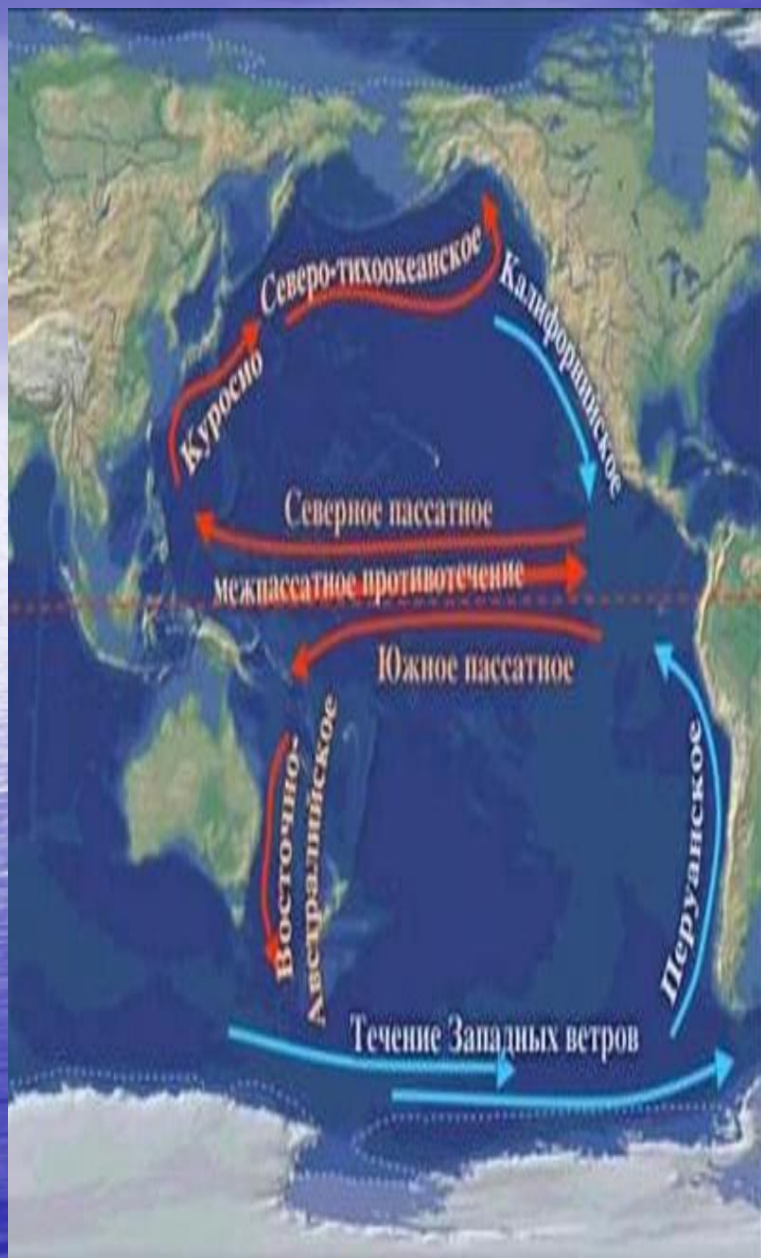 Северо-тихоокеанское
Калифорнийское
Куросио
Северное пассатное
межпассатное противотечение
Южное пассатное
Восточно-
Австралийское
Перуанское
Течение Западных ветров